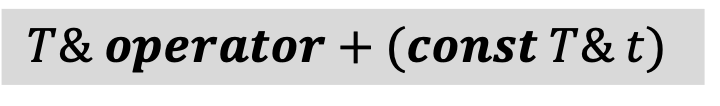 T& operator + (const T& t)